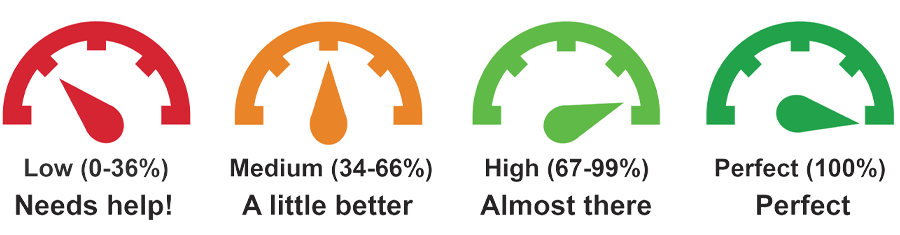 Low (0-36%)
Needs help!
Medium (34-66%)
A little better
High (67-99%)
Almost there
Perfect (100%)
Perfect